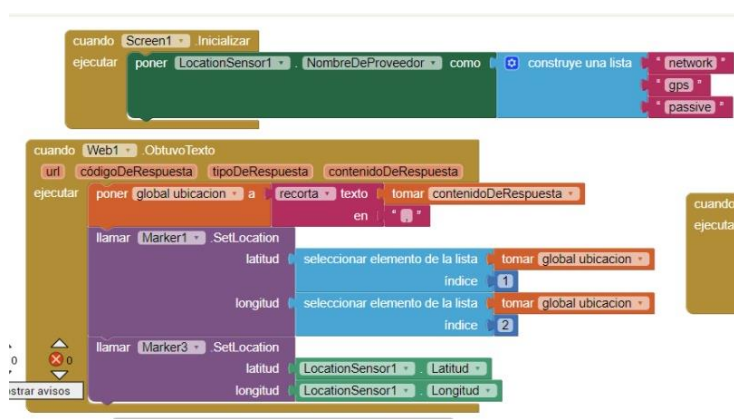 cuando Screen1 .Inicializar
ejecutar poner LocationSensor1 . NombreDeProveedor como construye una lista " network "
" gps "
" passive "
cuando Web1 .ObtuvoTexto
url códigoDeRespuesta tipoDeRespuesta contenidoDeRespuesta
ejecutar poner global ubicacion a recorta texto tomar contenidoDeRespuesta
en " , "
llamar Marker1 .SetLocation
latitud seleccionar elemento de la lista tomar global ubicacion
índice 1
longitud seleccionar elemento de la lista tomar global ubicacion
índice 2
llamar Marker3 .SetLocation
latitud LocationSensor1 . Latitud
longitud LocationSensor1 . Longitud
cuando
ejecuta
0 0
strar avisos